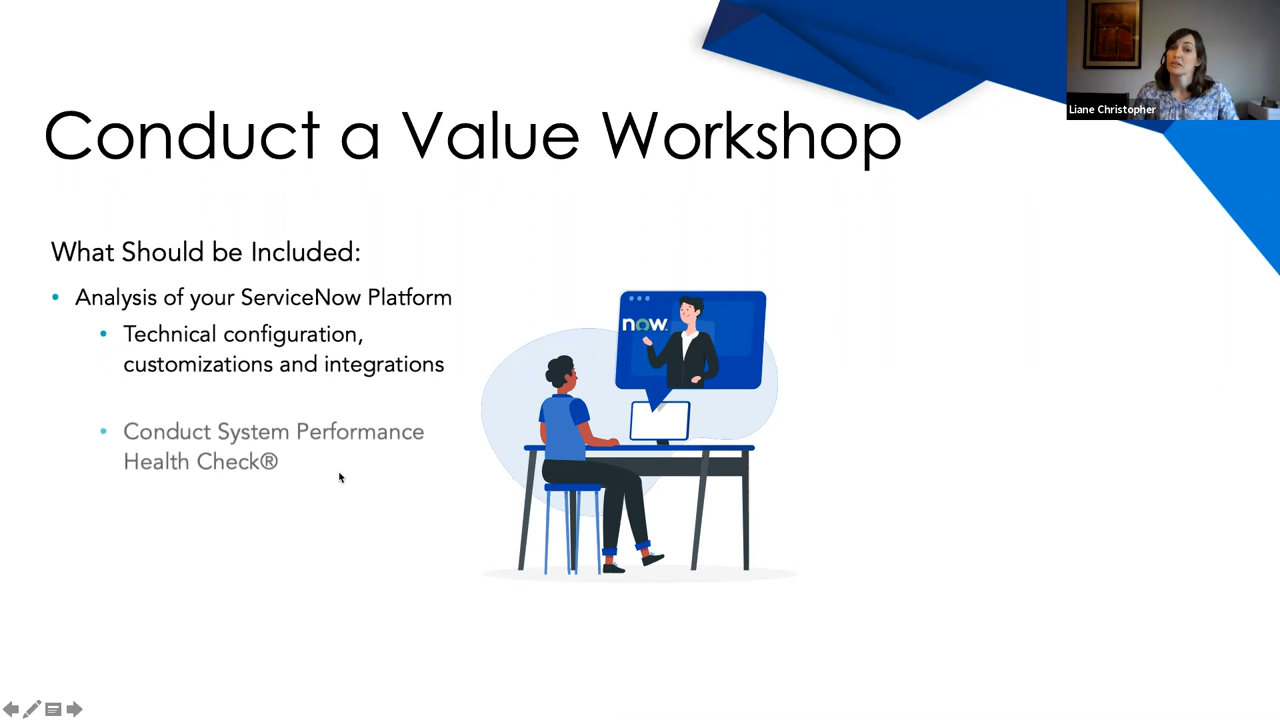 Liane Christopher
Conduct a Value Workshop
What Should be Included:
• Analysis of your ServiceNow Platform
• Technical configuration,
customizations and integrations
• Conduct System Performance
Health Check®
now.